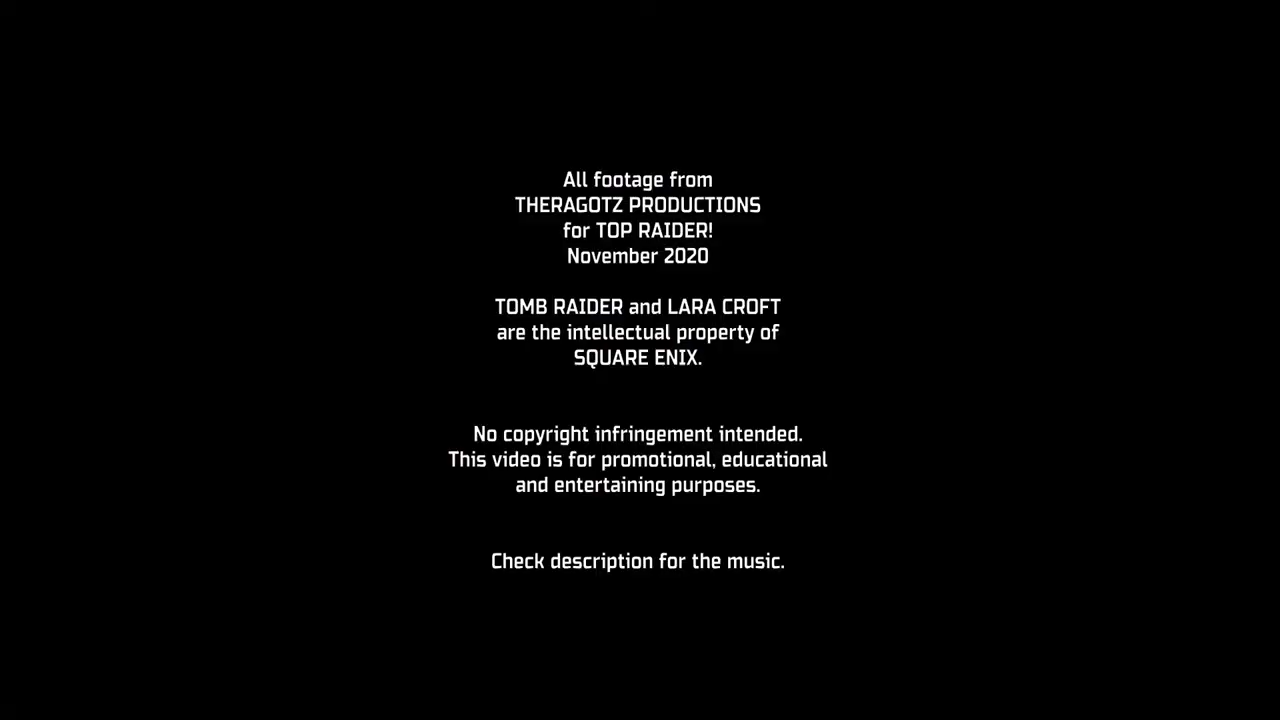 All footage from
THERAGOTZ PRODUCTIONS
for TOP RAIDER!
November 2020
TOMB RAIDER and LARA CROFT
are the intellectual property of
SQUARE ENIX.
No copyright infringement intended.
This video is for promotional, educational
and entertaining purposes.
Check description for the music.